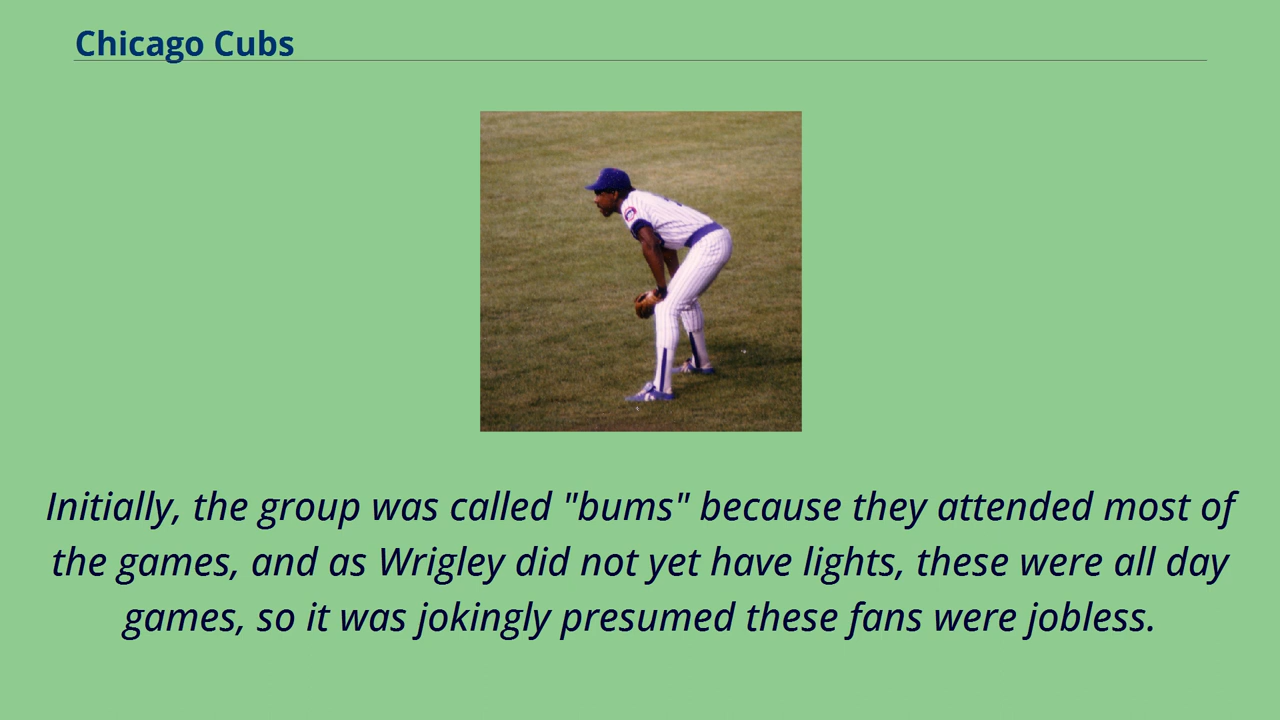 Chicago Cubs
Initially, the group was called "bums" because they attended most of
the games, and as Wrigley did not yet have lights, these were all day
games, so it was jokingly presumed these fans were jobless.